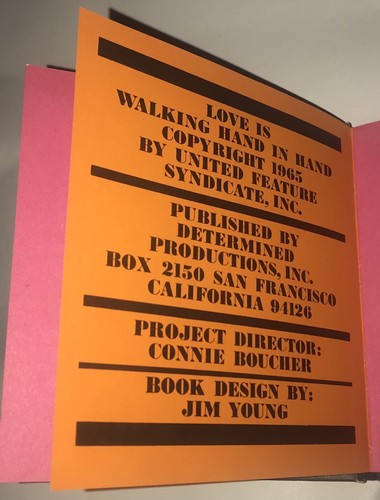 LOVE IS
WALKING HAND IN HAND
COPYRIGHT 1965
BY UNITED FEATURE
SYNDICATE, INC.
PUBLISHED BY
DETERMINED
PRODUCTIONS, INC.
BOX 2150 SAN FRANCISCO
CALIFORNIA 94126
PROJECT DIRECTOR:
CONNIE BOUCHER
BOOK DESIGN BY:
JIM YOUNG